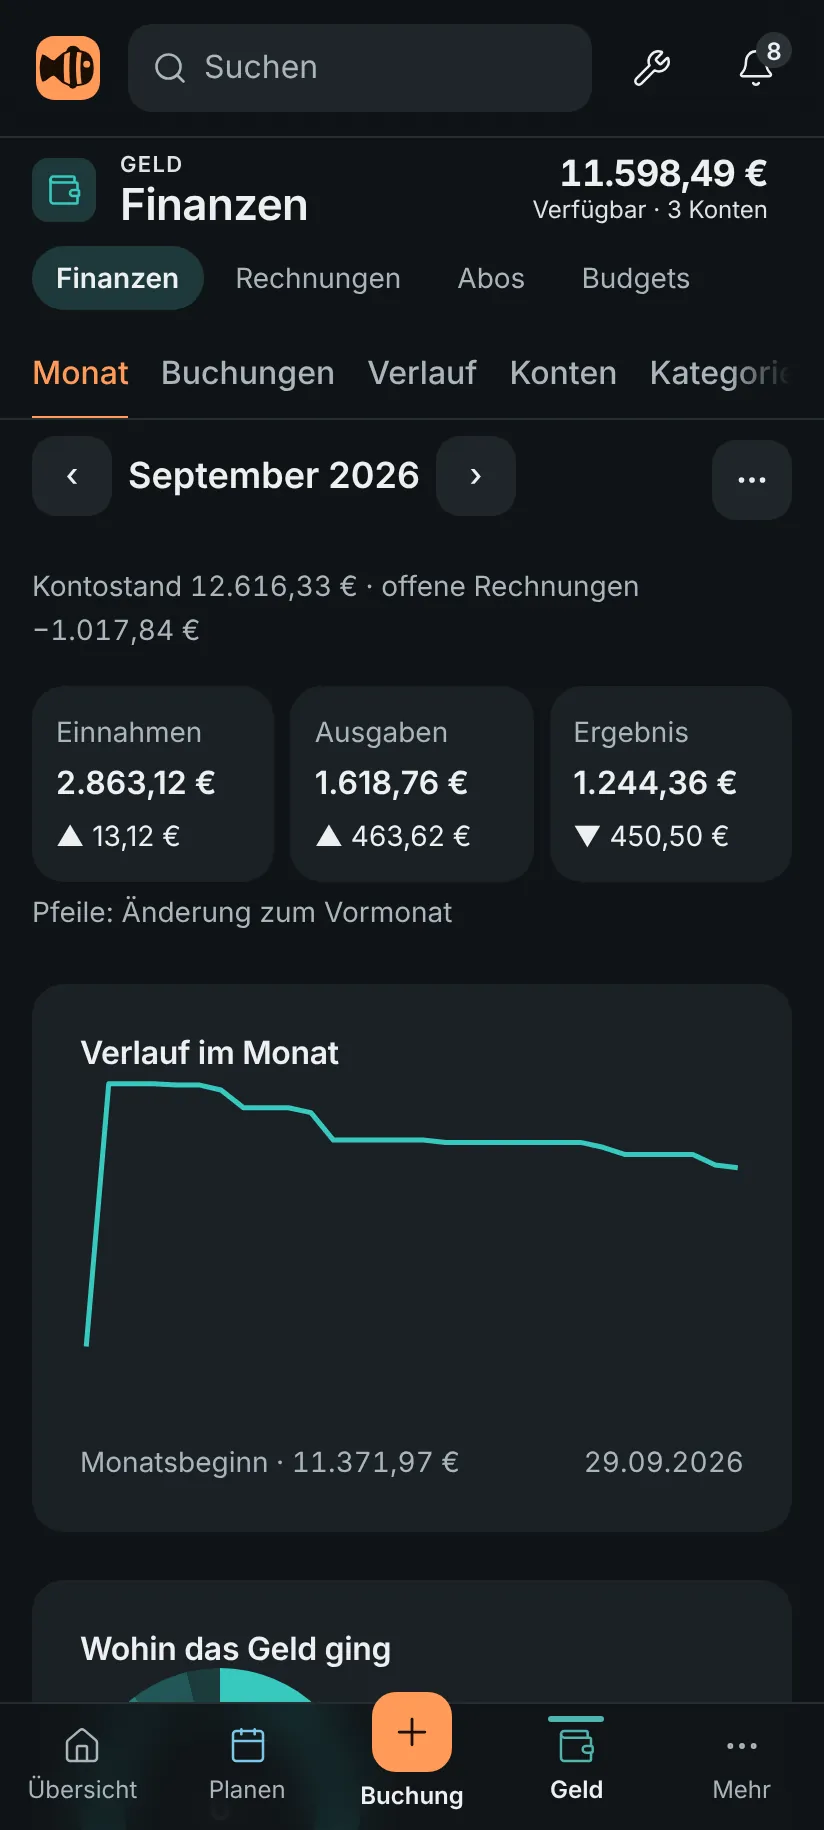 Suchen
8
GELD
Finanzen
11.598,49 €
Verfügbar · 3 Konten
Finanzen Rechnungen Abos Budgets
Monat Buchungen Verlauf Konten
‹ September 2026 › ...
Kontostand 12.616,33 € · offene Rechnungen
−1.017,84 €
Einnahmen Ausgaben Ergebnis
2.863,12 € 1.618,76 € 1.244,36 €
▲ 13,12 € ▲ 463,62 € ▼ 450,50 €
Pfeile: Änderung zum Vormonat
Verlauf im Monat
Monatsbeginn · 11.371,97 € 29.09.2026
Wohin das Geld ging
Übersicht Planen Buchung Geld Mehr